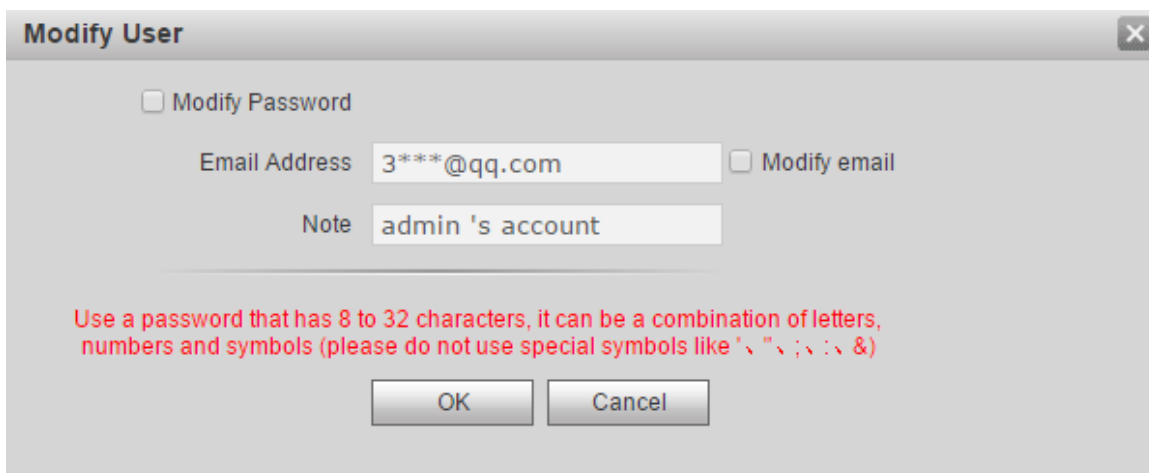 Modify User
Modify Password
Email Address 3***@qq.com Modify email
Note admin 's account
Use a password that has 8 to 32 characters, it can be a combination of letters,
numbers and symbols (please do not use special symbols like '、"、;、:、&)
OK Cancel